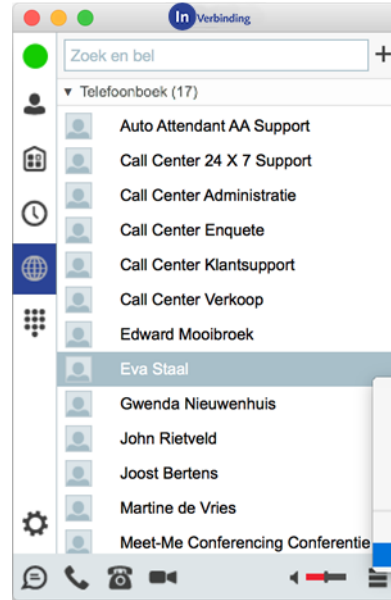 In Verbinding
Zoek en bel
Telefoonboek (17)
Auto Attendant AA Support
Call Center 24 X 7 Support
Call Center Administratie
Call Center Enquete
Call Center Klantsupport
Call Center Verkoop
Edward Mooibroek
Eva Staal
Gwenda Nieuwenhuis
John Rietveld
Joost Bertens
Martine de Vries
Meet-Me Conferencing Conferentie